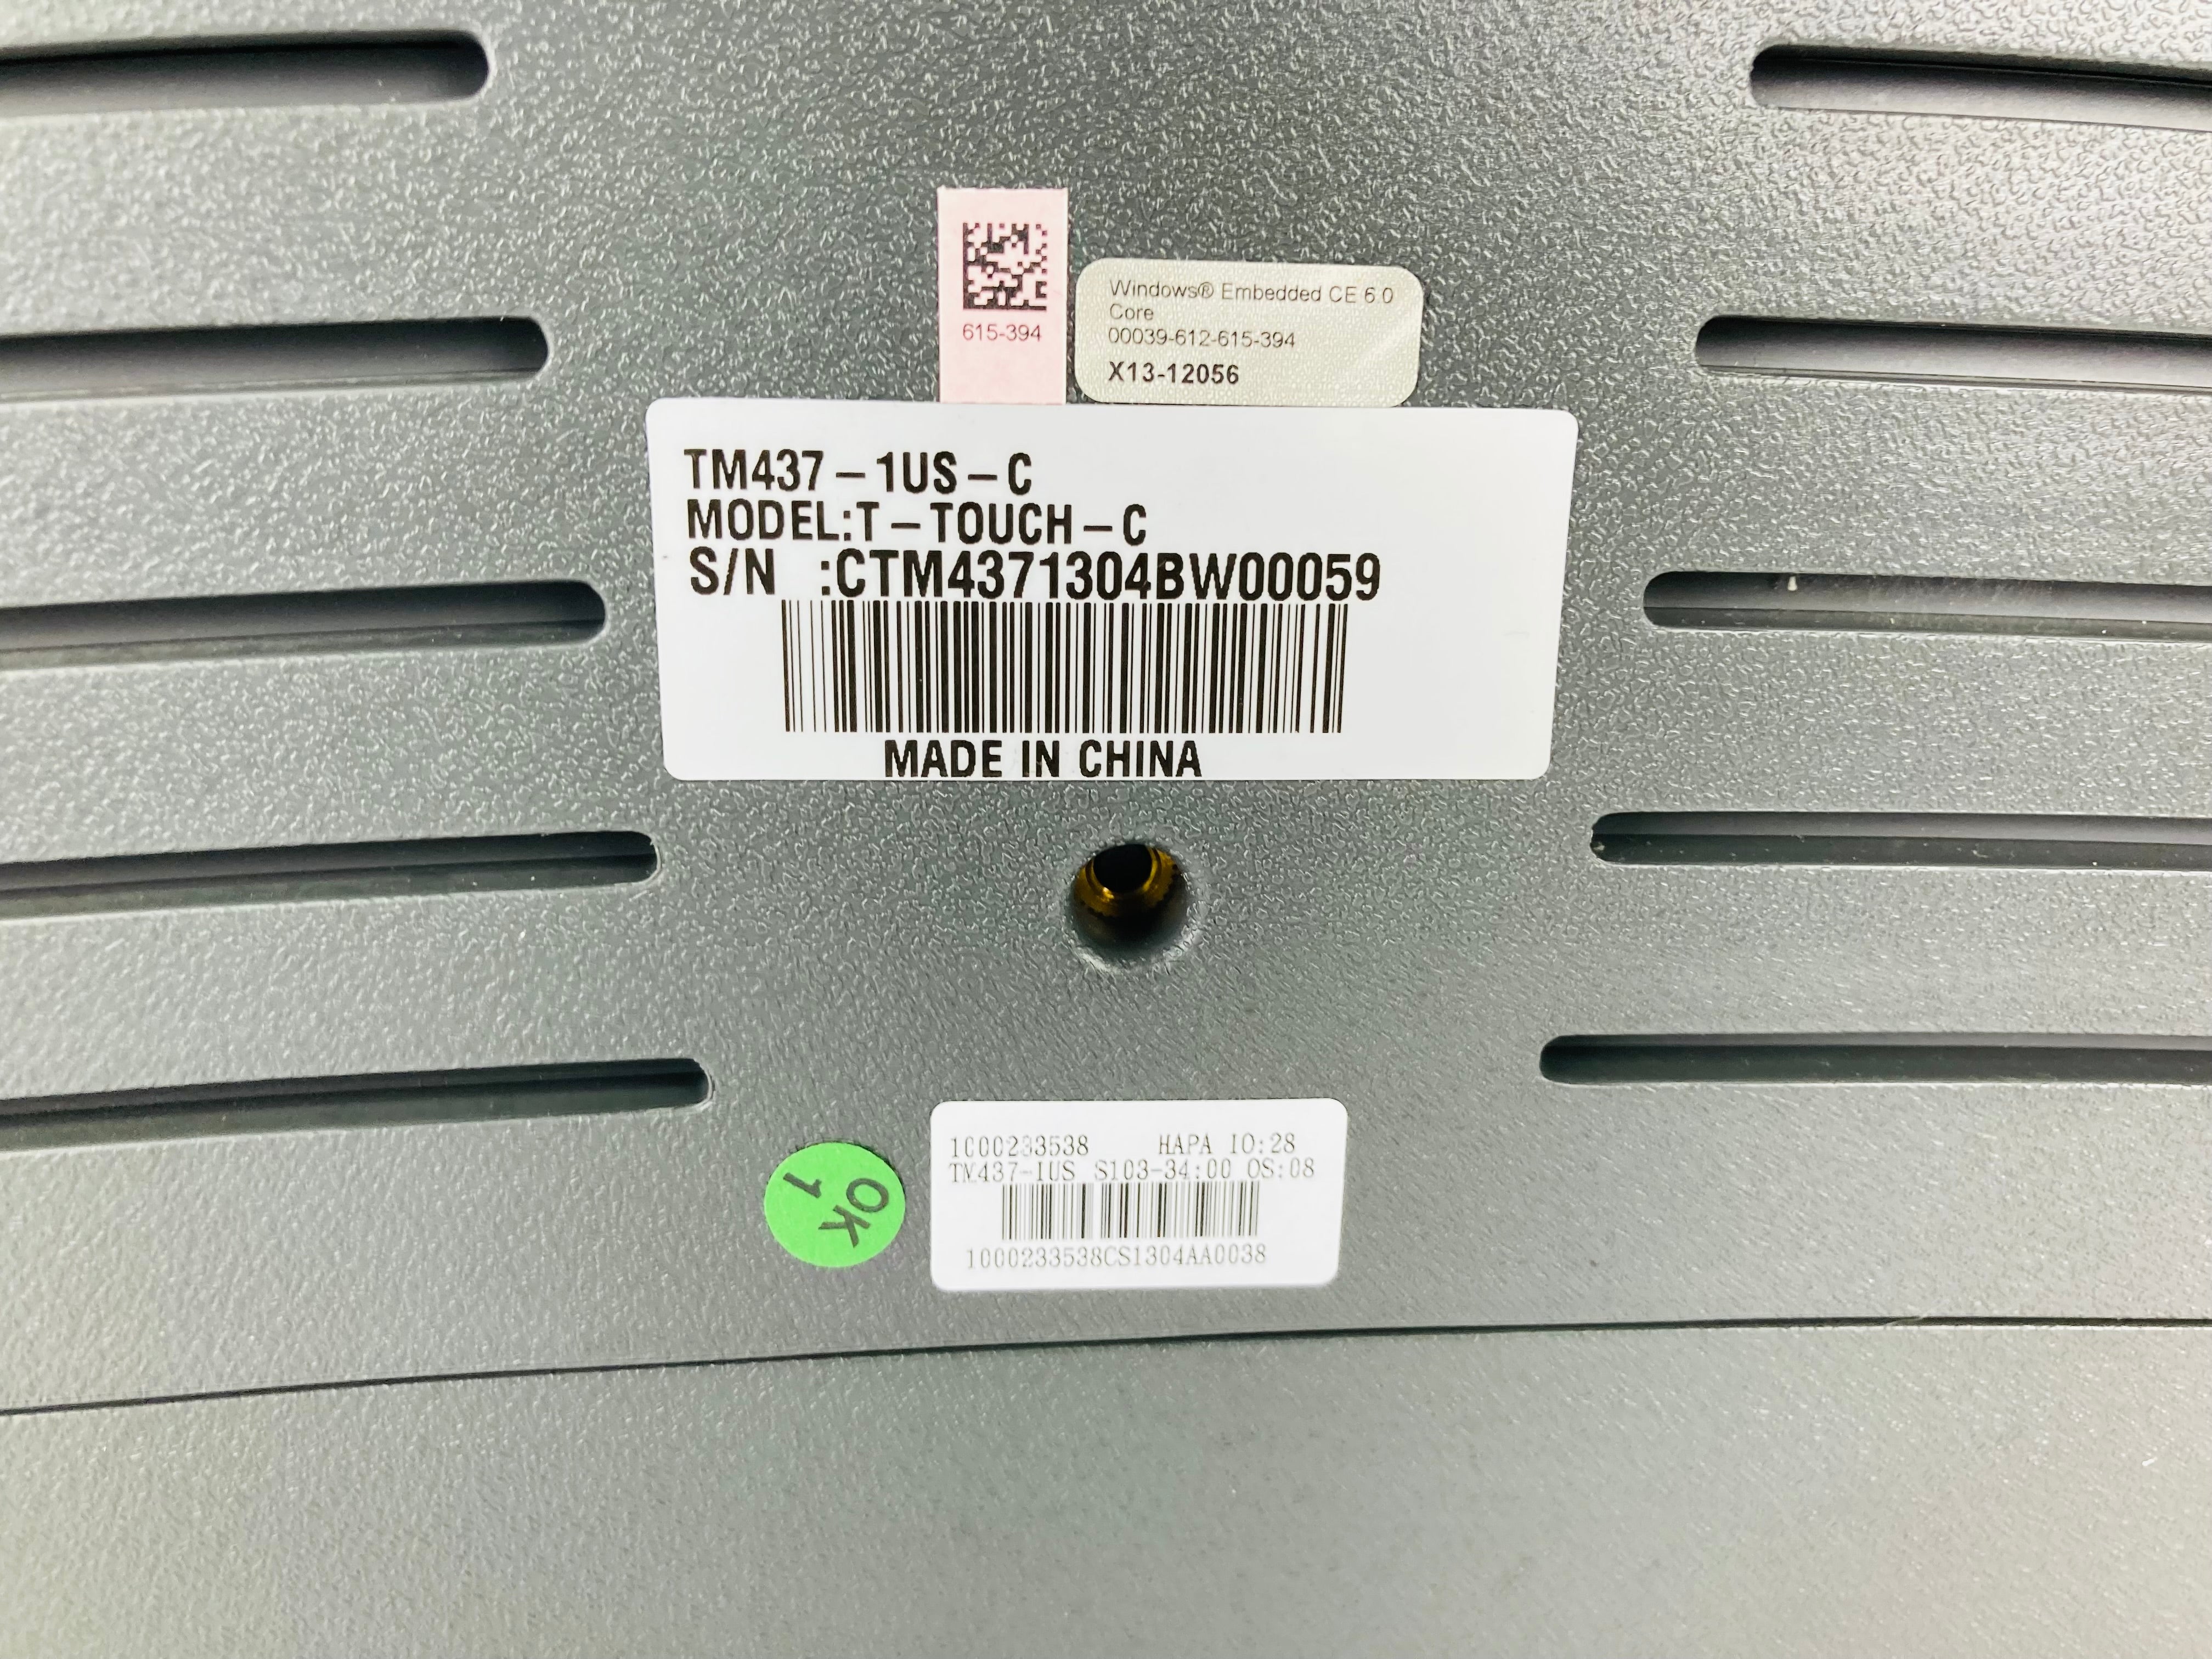 615-394
Windows® Embedded CE 6.0
Core
00039-612-615-394
X13-12056
TM437-1US-C
MODEL:T-TOUCH-C
S/N :CTM4371304BW00059
MADE IN CHINA
OK
1
1000233538 HAPA IO:28
TM437-1US S103-34:00 OS:08
1000233538CS1304AA0038